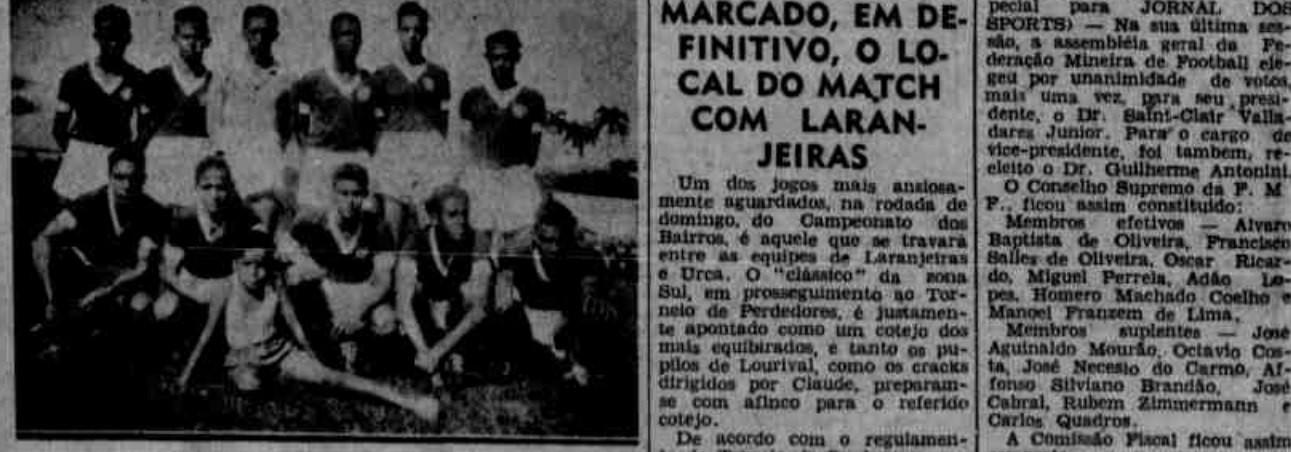 MARCADO, EM DE-
FINITIVO, O LO-
CAL DO MATCH
COM LARAN-
JEIRAS
Um dos jogos mais ansiosa-
mente aguardados, na rodada de
domingo, do Campeonato dos
Bairros, é aquele que se travará
entre as equipes de Laranjeiras
e Urca. O "clássico" da zona
Sul, em prosseguimento ao Tor-
neio de Perdedores, é justamen-
te apontado como um cotejo dos
mais equibirados, e tanto os pu-
pilos de Lourival, como os cracks
dirigidos por Claude, preparam-
se com afinco para o referido
cotejo.
De acordo com o regulamen-
pecial para JORNAL DOS
SPORTS) — Na sua última ses-
são, a assembléia geral da Fe-
deração Mineira de Football ele-
geu por unanimidade de votos,
mais uma vez, para seu presi-
dente, o Dr. Saint-Clair Valla-
dares Junior. Para o cargo de
vice-presidente, foi tambem, re-
eleito o Dr. Guilherme Antonini.
O Conselho Supremo da F. M
F., ficou assim constituido:
Membros efetivos — Alvaro
Baptista de Oliveira, Francisco
Salles de Oliveira, Oscar Ricar-
do, Miguel Perreia, Adão Lo-
pes, Homero Machado Coelho e
Manoel Franzem de Lima.
Membros suplentes — José
Aguinaldo Mourão, Octavio Cos-
ta, José Necesio do Carmo, Af-
fonso Silviano Brandão, José
Cabral, Rubem Zimmermann e
Carlos Quadros.
A Comissão Fiscal ficou assim